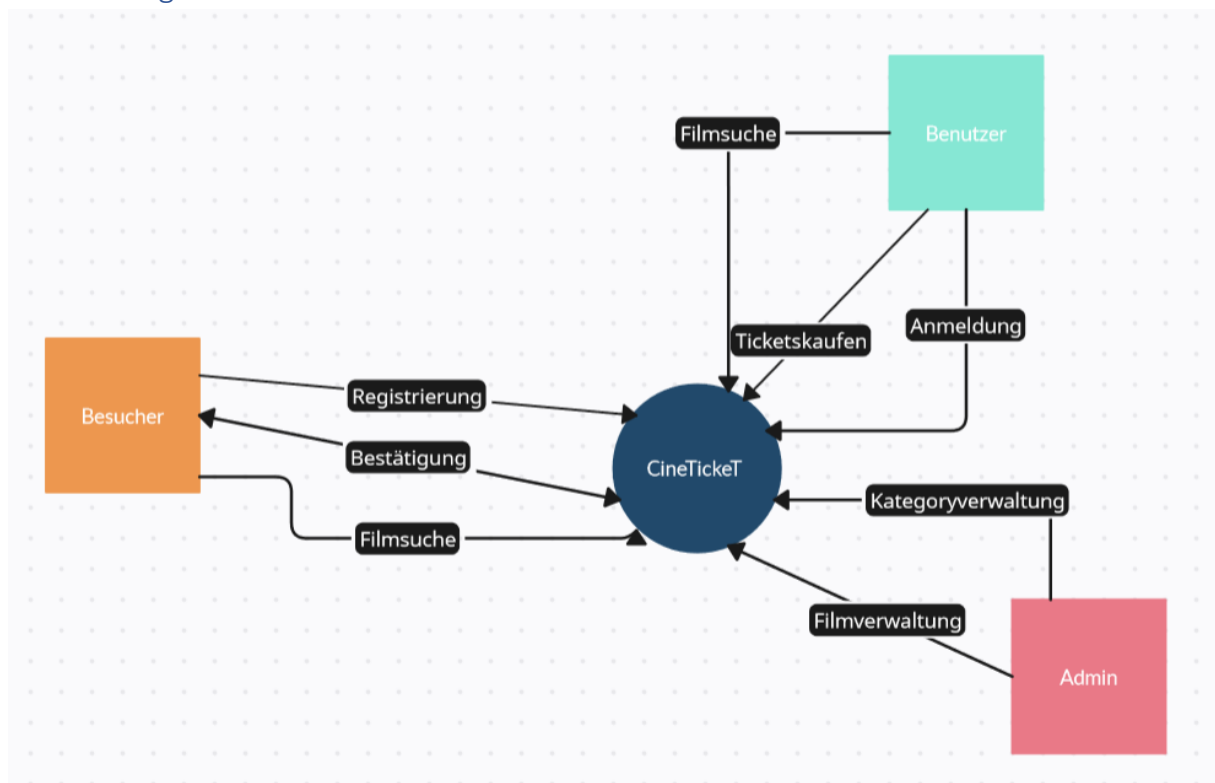 Benutzer
Filmsuche
Ticketskaufen
Anmeldung
Besucher
Registrierung
Bestätigung
Filmsuche
CineTickeT
Kategoryverwaltung
Filmverwaltung
Admin